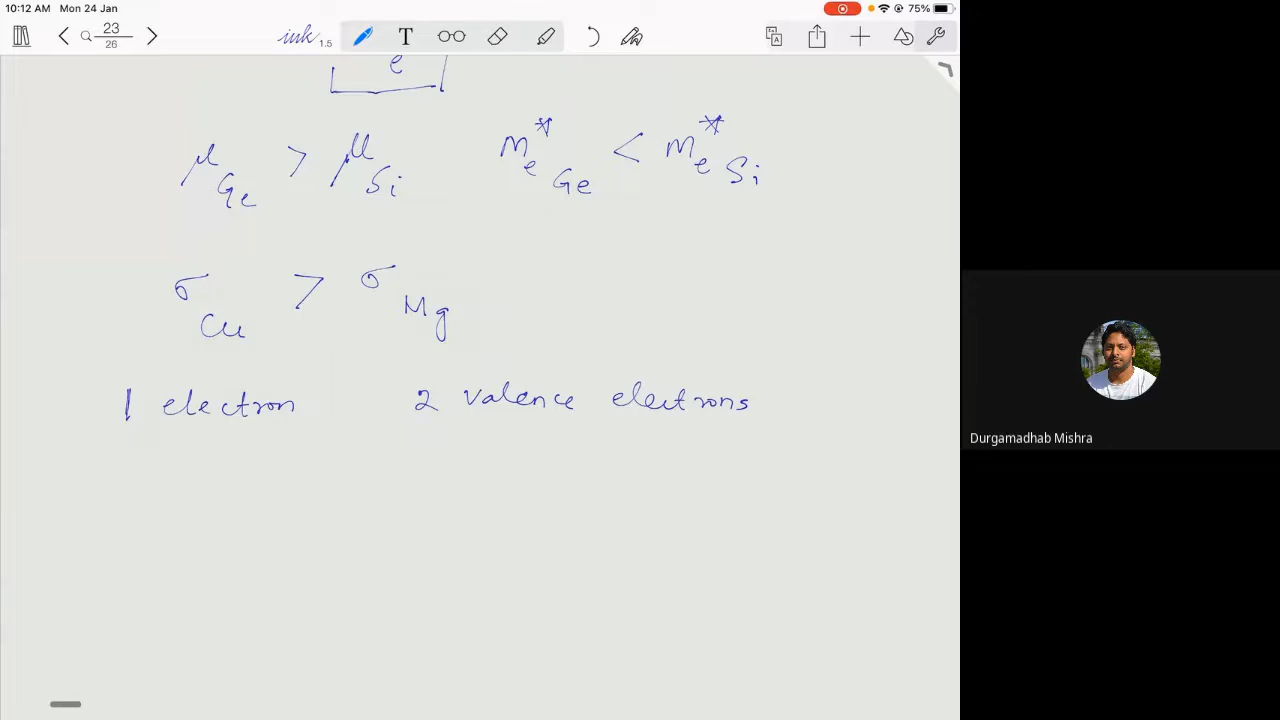 10:12 AM Mon 24 Jan 75%
23
26
ink 1.5 T
e
μ Ge > μ Si m*e Ge < m*e Si
σ Cu > σ Mg
1 electron 2 valence electrons
Durgamadhab Mishra